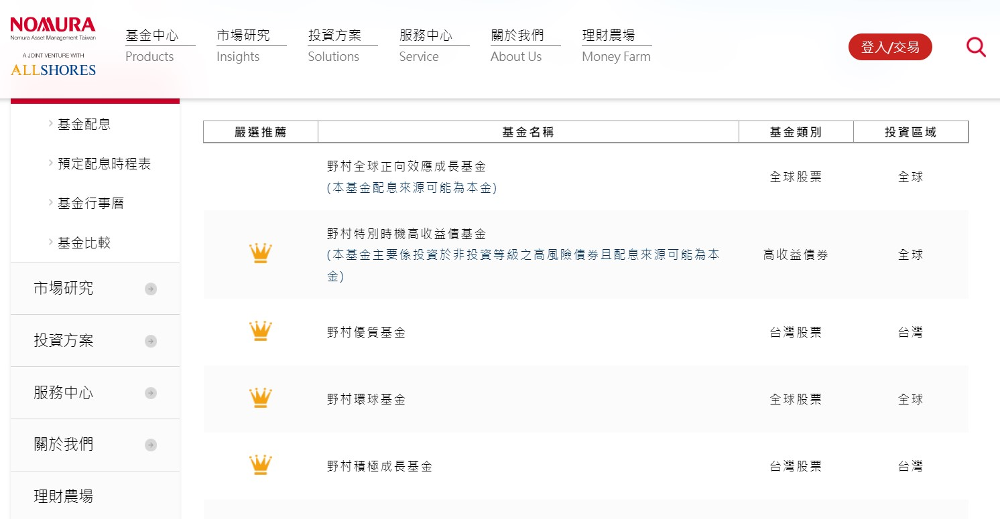 NOMURA
Nomura Asset Management Taiwan
A JOINT VENTURE WITH
ALLSHORES
基金中心
Products
市場研究
Insights
投資方案
Solutions
服務中心
Service
關於我們
About Us
理財農場
Money Farm
登入/交易
基金配息
預定配息時程表
基金行事曆
基金比較
市場研究
投資方案
服務中心
關於我們
理財農場
嚴選推薦 基金名稱 基金類別 投資區域
野村全球正向效應成長基金
(本基金配息來源可能為本金)
全球股票 全球
野村特別時機高收益債基金
(本基金主要係投資於非投資等級之高風險債券且配息來源可能為本
金)
高收益債券 全球
野村優質基金 台灣股票 台灣
野村環球基金 全球股票 全球
野村積極成長基金 台灣股票 台灣